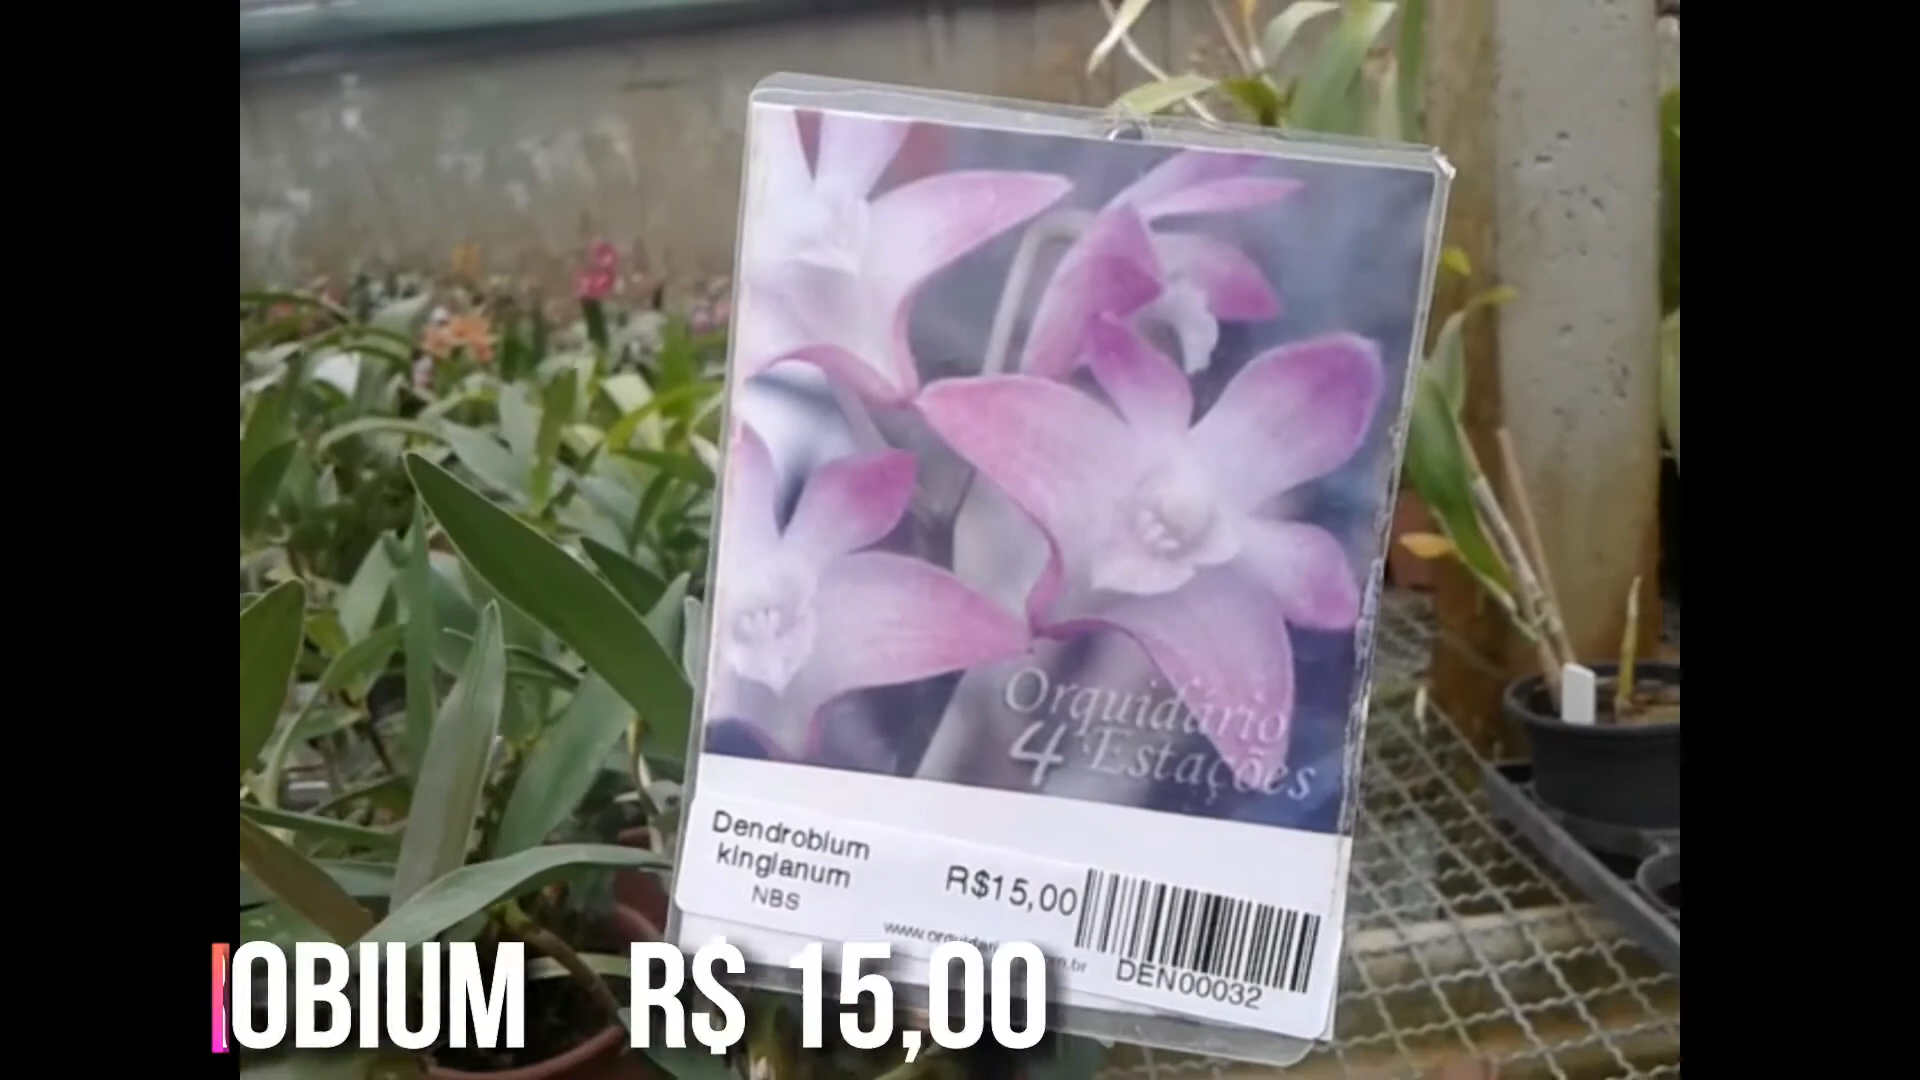 Orquidário
4 Estações
Dendrobium
kingianum
NBS
R$15,00
DEN00032
OBIUM R$ 15,00